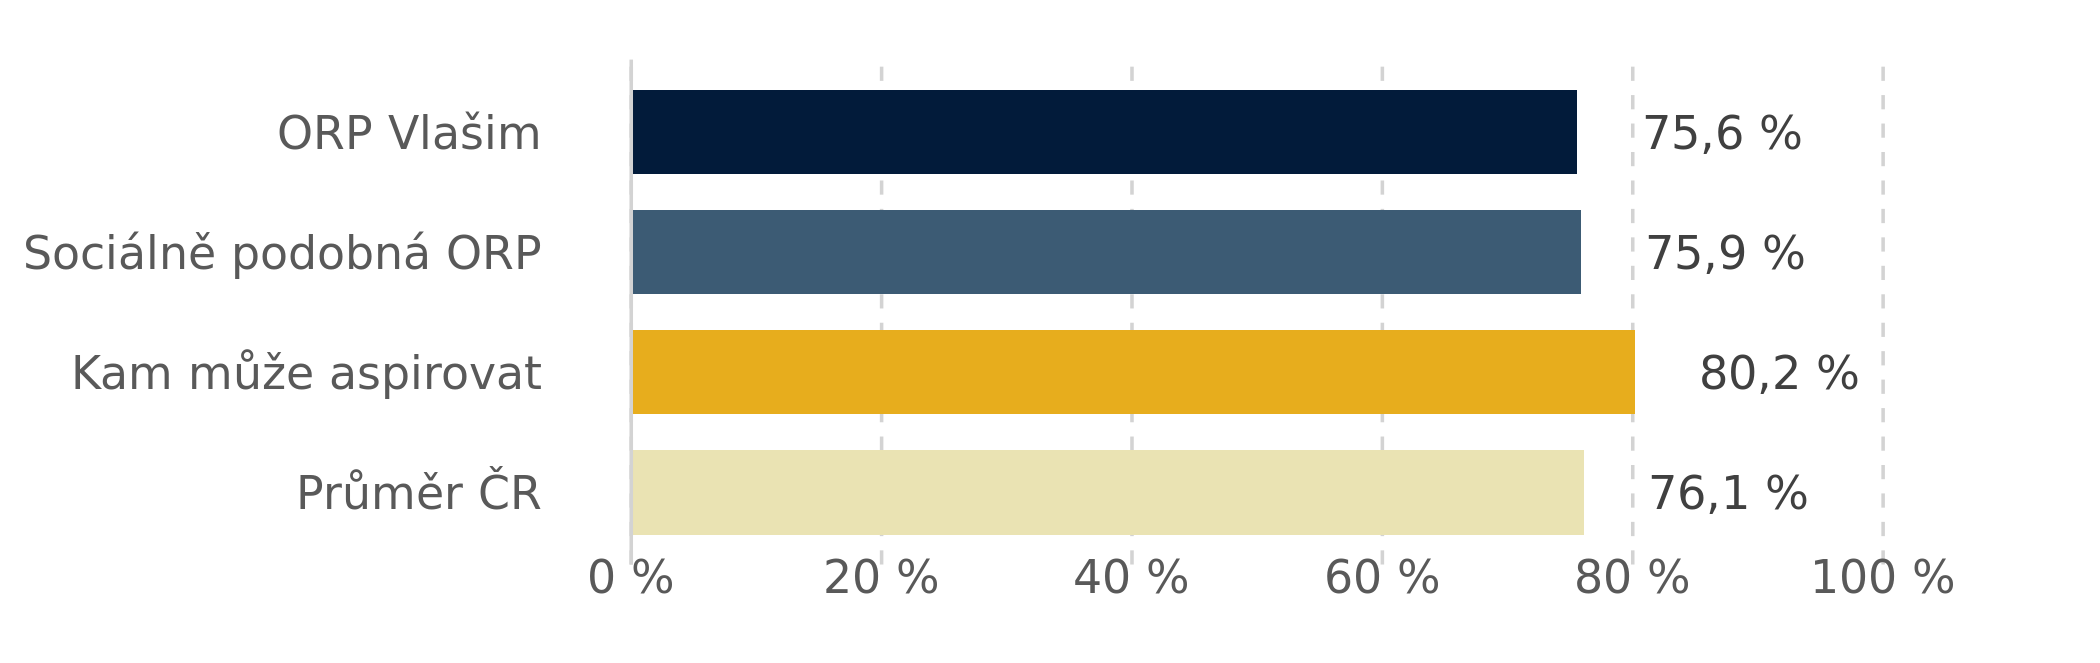 ORP Vlašim 75,6 %
Sociálně podobná ORP 75,9 %
Kam může aspirovat 80,2 %
Průměr ČR 76,1 %
0 % 20 % 40 % 60 % 80 % 100 %